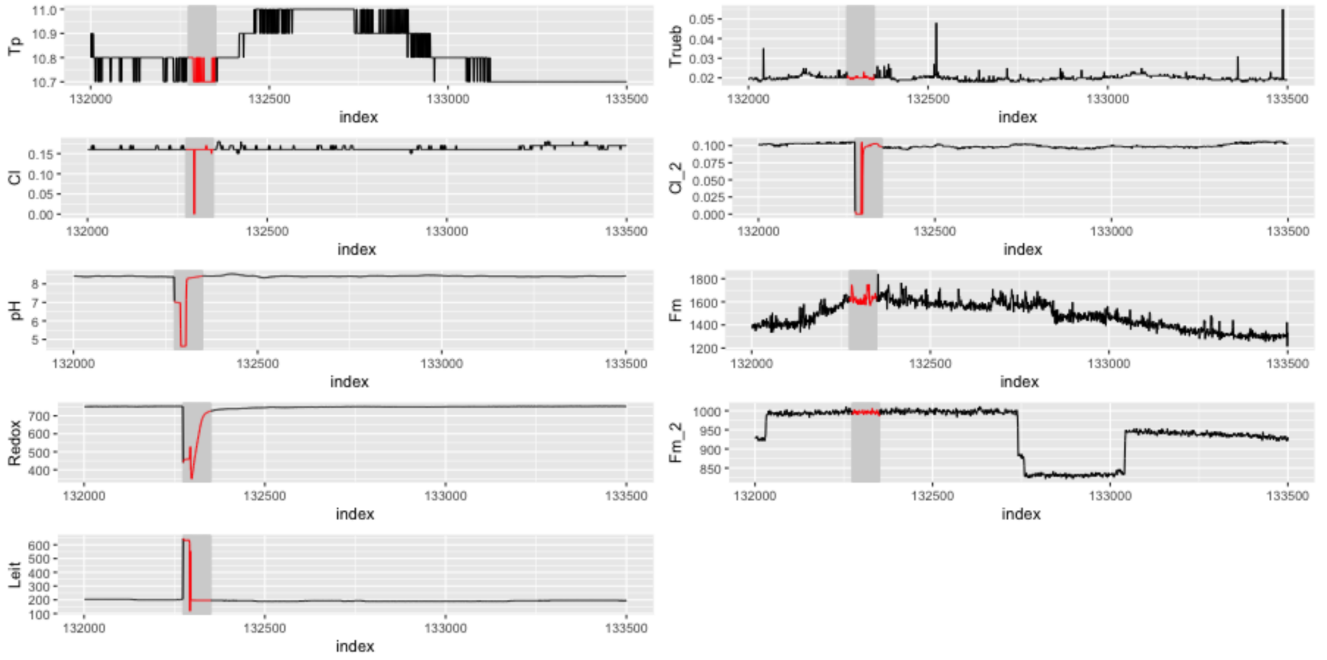 Tp
11.0
10.9
10.8
10.7
132000 132500 133000 133500
index
Trueb
0.05
0.04
0.03
0.02
132000 132500 133000 133500
index
Cl
0.15
0.10
0.05
0.00
132000 132500 133000 133500
index
Cl_2
0.100
0.075
0.050
0.025
0.000
132000 132500 133000 133500
index
pH
8
7
6
5
132000 132500 133000 133500
index
Fm
1800
1600
1400
1200
132000 132500 133000 133500
index
Redox
700
600
500
400
132000 132500 133000 133500
index
Fm_2
1000
950
900
850
132000 132500 133000 133500
index
Leit
600
500
400
300
200
100
132000 132500 133000 133500
index